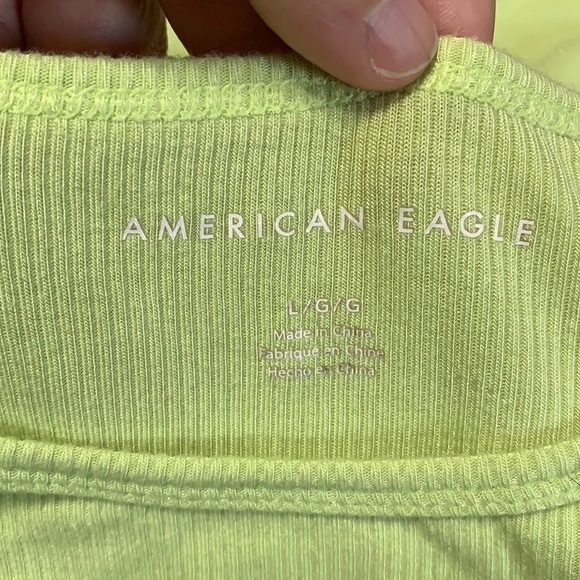 AMERICAN EAGLE
L/G/G
Made in China
Fabriqué en Chine
Hecho en China